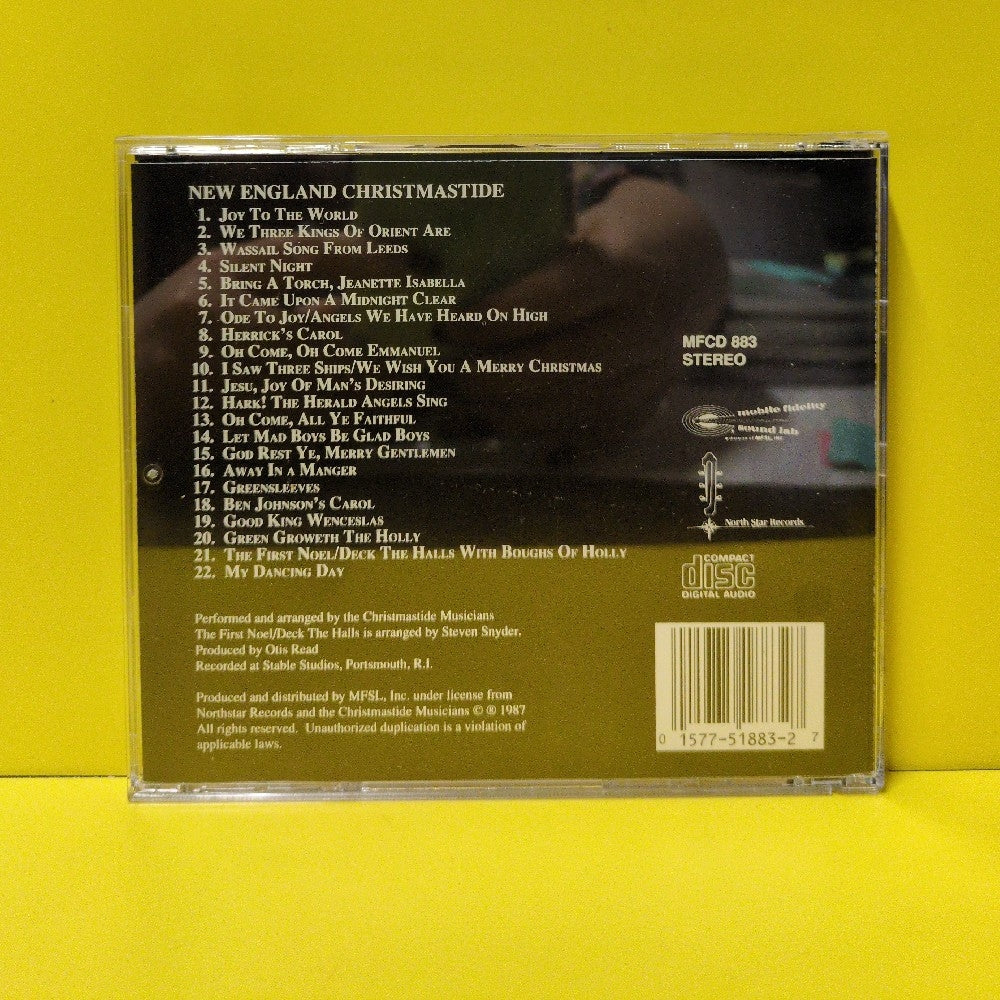 NEW ENGLAND CHRISTMASTIDE
1. JOY TO THE WORLD
2. WE THREE KINGS OF ORIENT ARE
3. WASSAIL SONG FROM LEEDS
4. SILENT NIGHT
5. BRING A TORCH, JEANETTE ISABELLA
6. IT CAME UPON A MIDNIGHT CLEAR
7. ODE TO JOY/ANGELS WE HAVE HEARD ON HIGH
8. HERRICK'S CAROL
9. OH COME, OH COME EMMANUEL
10. I SAW THREE SHIPS/WE WISH YOU A MERRY CHRISTMAS
11. JESU, JOY OF MAN'S DESIRING
12. HARK! THE HERALD ANGELS SING
13. OH COME, ALL YE FAITHFUL
14. LET MAD BOYS BE GLAD BOYS
15. GOD REST YE, MERRY GENTLEMEN
16. AWAY IN A MANGER
17. GREENSLEEVES
18. BEN JOHNSON'S CAROL
19. GOOD KING WENCESLAS
20. GREEN GROWETH THE HOLLY
21. THE FIRST NOEL/DECK THE HALLS WITH BOUGHS OF HOLLY
22. MY DANCING DAY
MFCD 883
STEREO
mobile fidelity
sound lab
North Star Records
COMPACT
disc
DIGITAL AUDIO
Performed and arranged by the Christmastide Musicians
The First Noel/Deck The Halls is arranged by Steven Snyder.
Produced by Otis Read
Recorded at Stable Studios, Portsmouth, R.I.
Produced and distributed by MFSL, Inc. under license from
Northstar Records and the Christmastide Musicians © ® 1987
All rights reserved. Unauthorized duplication is a violation of
applicable laws.
0 1577-51883-2 7